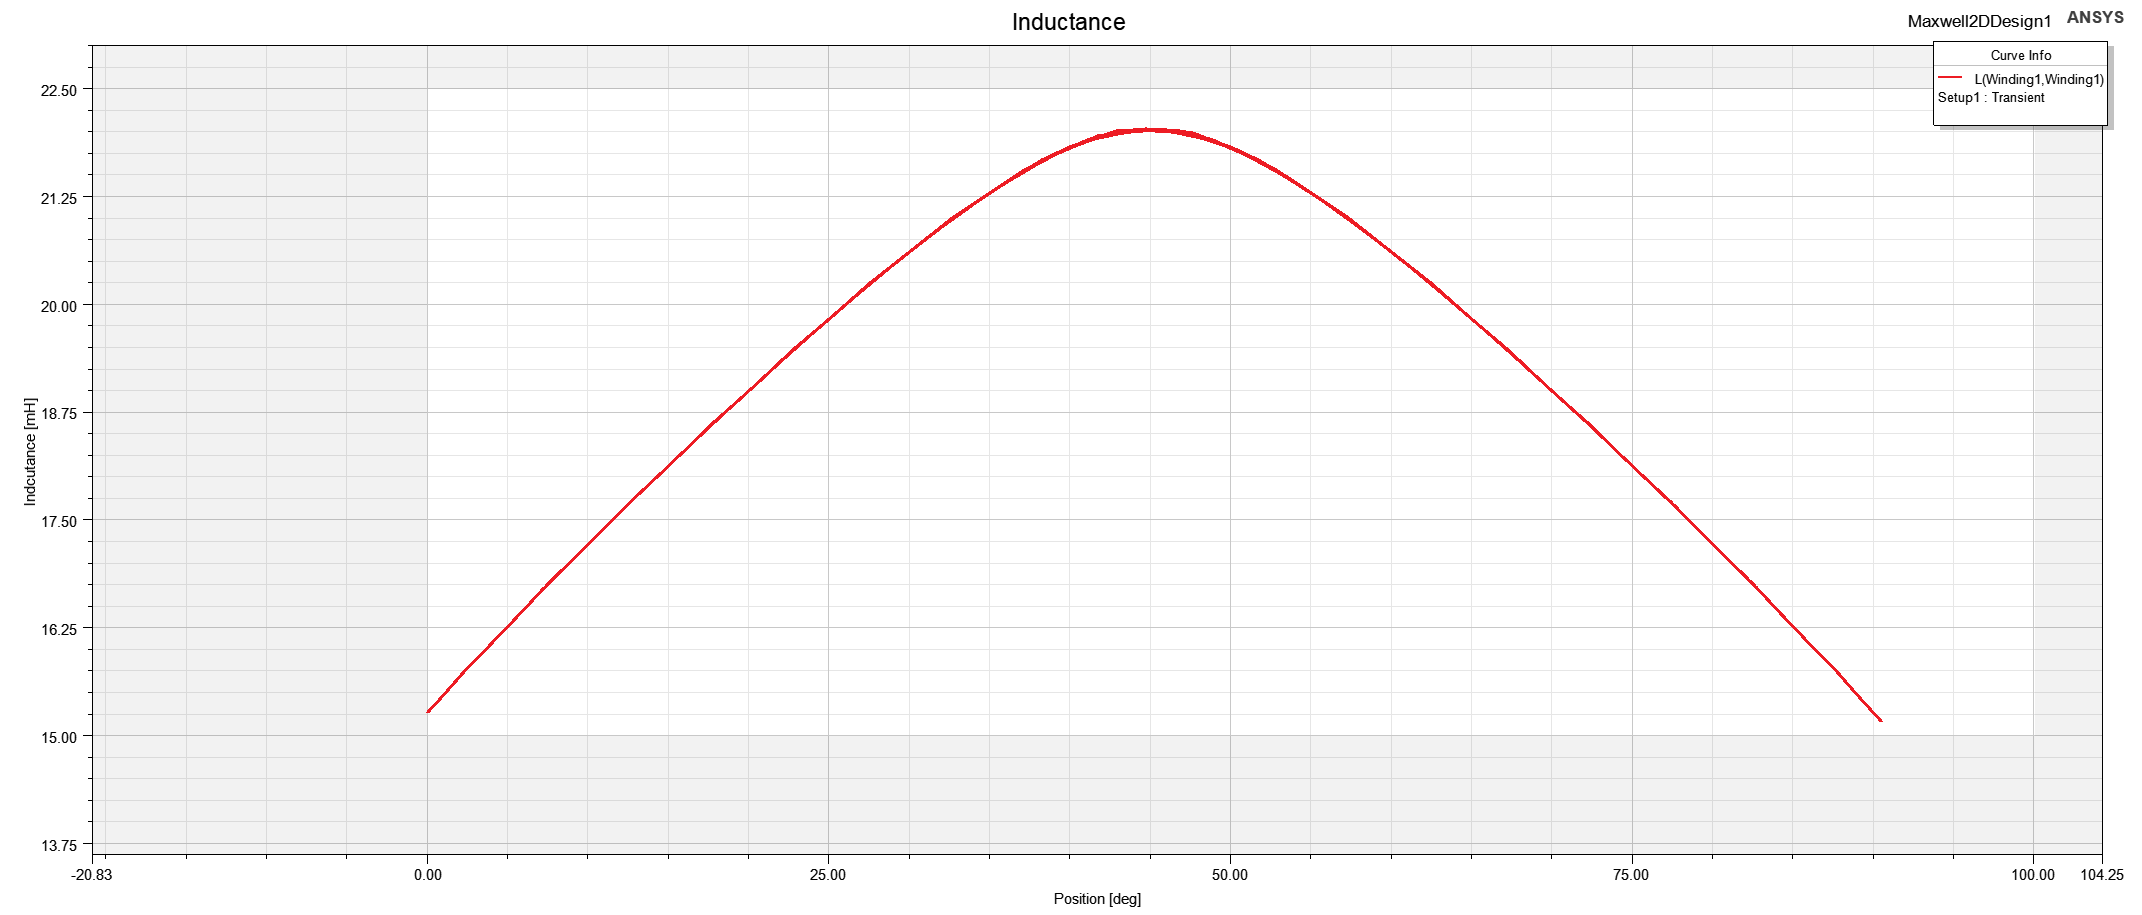 Inductance
Maxwell2DDesign1
ANSYS
Curve Info
L(Winding1,Winding1)
Setup1 : Transient
22.50
21.25
20.00
18.75
17.50
16.25
15.00
13.75
Indcutance [mH]
-20.83
0.00
25.00
50.00
75.00
100.00
104.25
Position [deg]